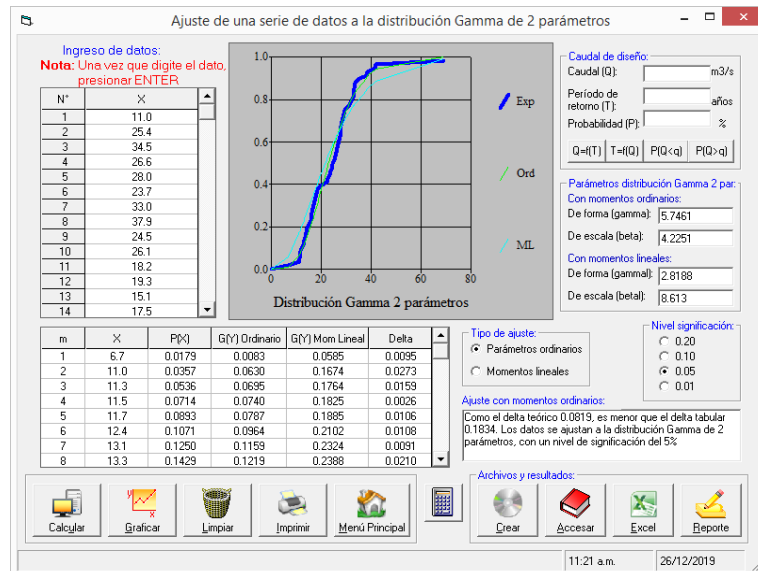 Ajuste de una serie de datos a la distribución Gamma de 2 parámetros
Ingreso de datos:
Nota: Una vez que digite el dato,
presionar ENTER
N° X
1 11.0
2 25.4
3 34.5
4 26.6
5 28.0
6 23.7
7 33.0
8 37.9
9 24.5
10 26.1
11 18.2
12 19.3
13 15.1
14 17.5
1.0
0.8
0.6
0.4
0.2
0.0
0 20 40 60 80
Distribución Gamma 2 parámetros
Exp
Ord
ML
Caudal de diseño:
Caudal (Q): m3/s
Período de
retorno (T): años
Probabilidad (P): %
Q=f(T) T=f(Q) P(Q<q) P(Q>q)
Parámetros distribución Gamma 2 par:
Con momentos ordinarios:
De forma (gamma): 5.7461
De escala (beta): 4.2251
Con momentos lineales:
De forma (gammal): 2.8188
De escala (betal): 8.613
m X P(X) G(Y) Ordinario G(Y) Mom Lineal Delta
1 6.7 0.0179 0.0083 0.0585 0.0095
2 11.0 0.0357 0.0630 0.1674 0.0273
3 11.3 0.0536 0.0695 0.1764 0.0159
4 11.5 0.0714 0.0740 0.1825 0.0026
5 11.7 0.0893 0.0787 0.1885 0.0106
6 12.4 0.1071 0.0964 0.2102 0.0108
7 13.1 0.1250 0.1159 0.2324 0.0091
8 13.3 0.1429 0.1219 0.2388 0.0210
Tipo de ajuste:
Parámetros ordinarios
Momentos lineales
Nivel significación:
0.20
0.10
0.05
0.01
Ajuste con momentos ordinarios:
Como el delta teórico 0.0819, es menor que el delta tabular
0.1834. Los datos se ajustan a la distribución Gamma de 2
parámetros, con un nivel de significación del 5%
Calcular
Graficar
Limpiar
Imprimir
Menú Principal
Archivos y resultados:
Crear
Accesar
Excel
Reporte
11:21 a.m. 26/12/2019